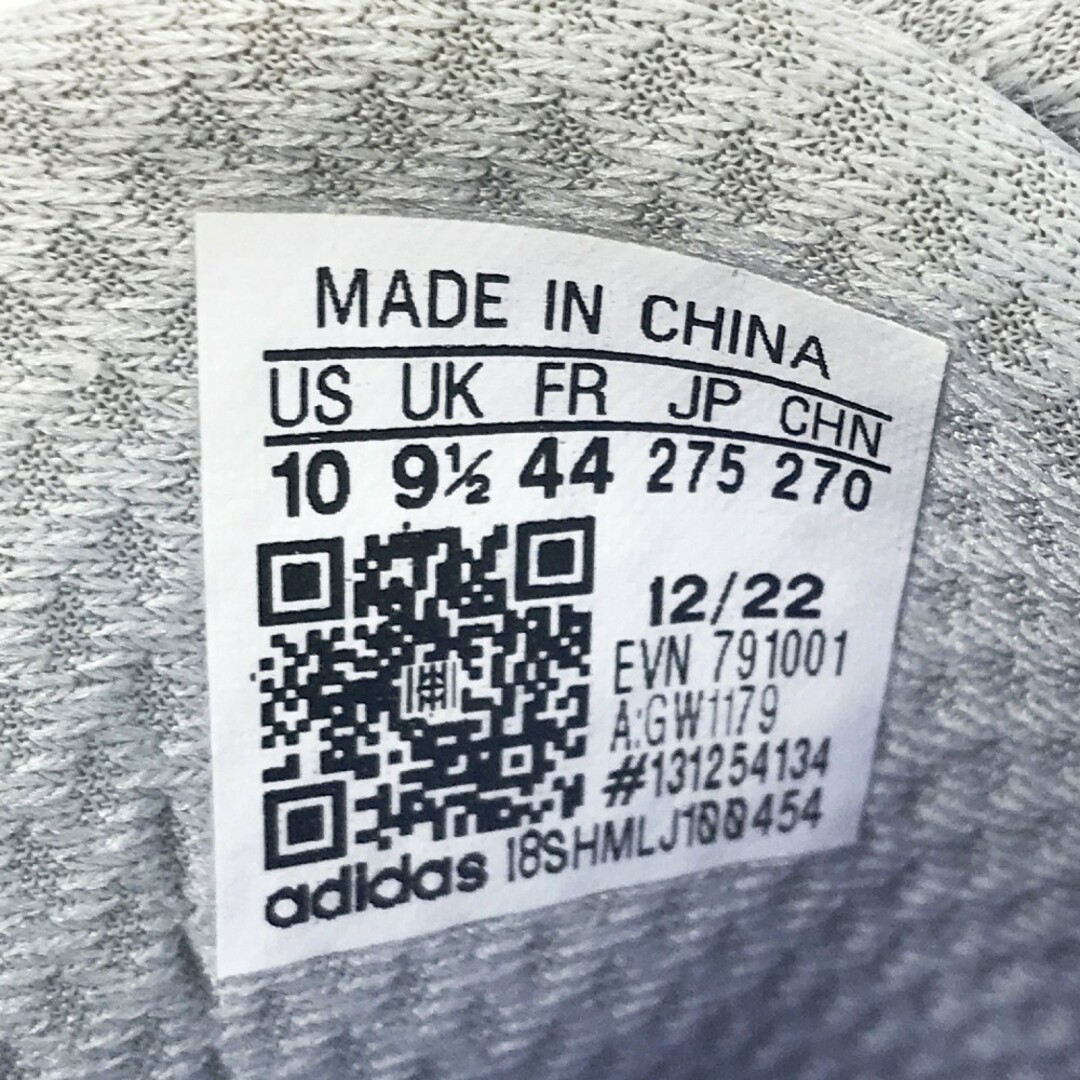 MADE IN CHINA
US UK FR JP CHN
10 9½ 44 275 270
12/22
EVN 791001
A:GW1179
#131254134
adidas 18SHMLJ100454